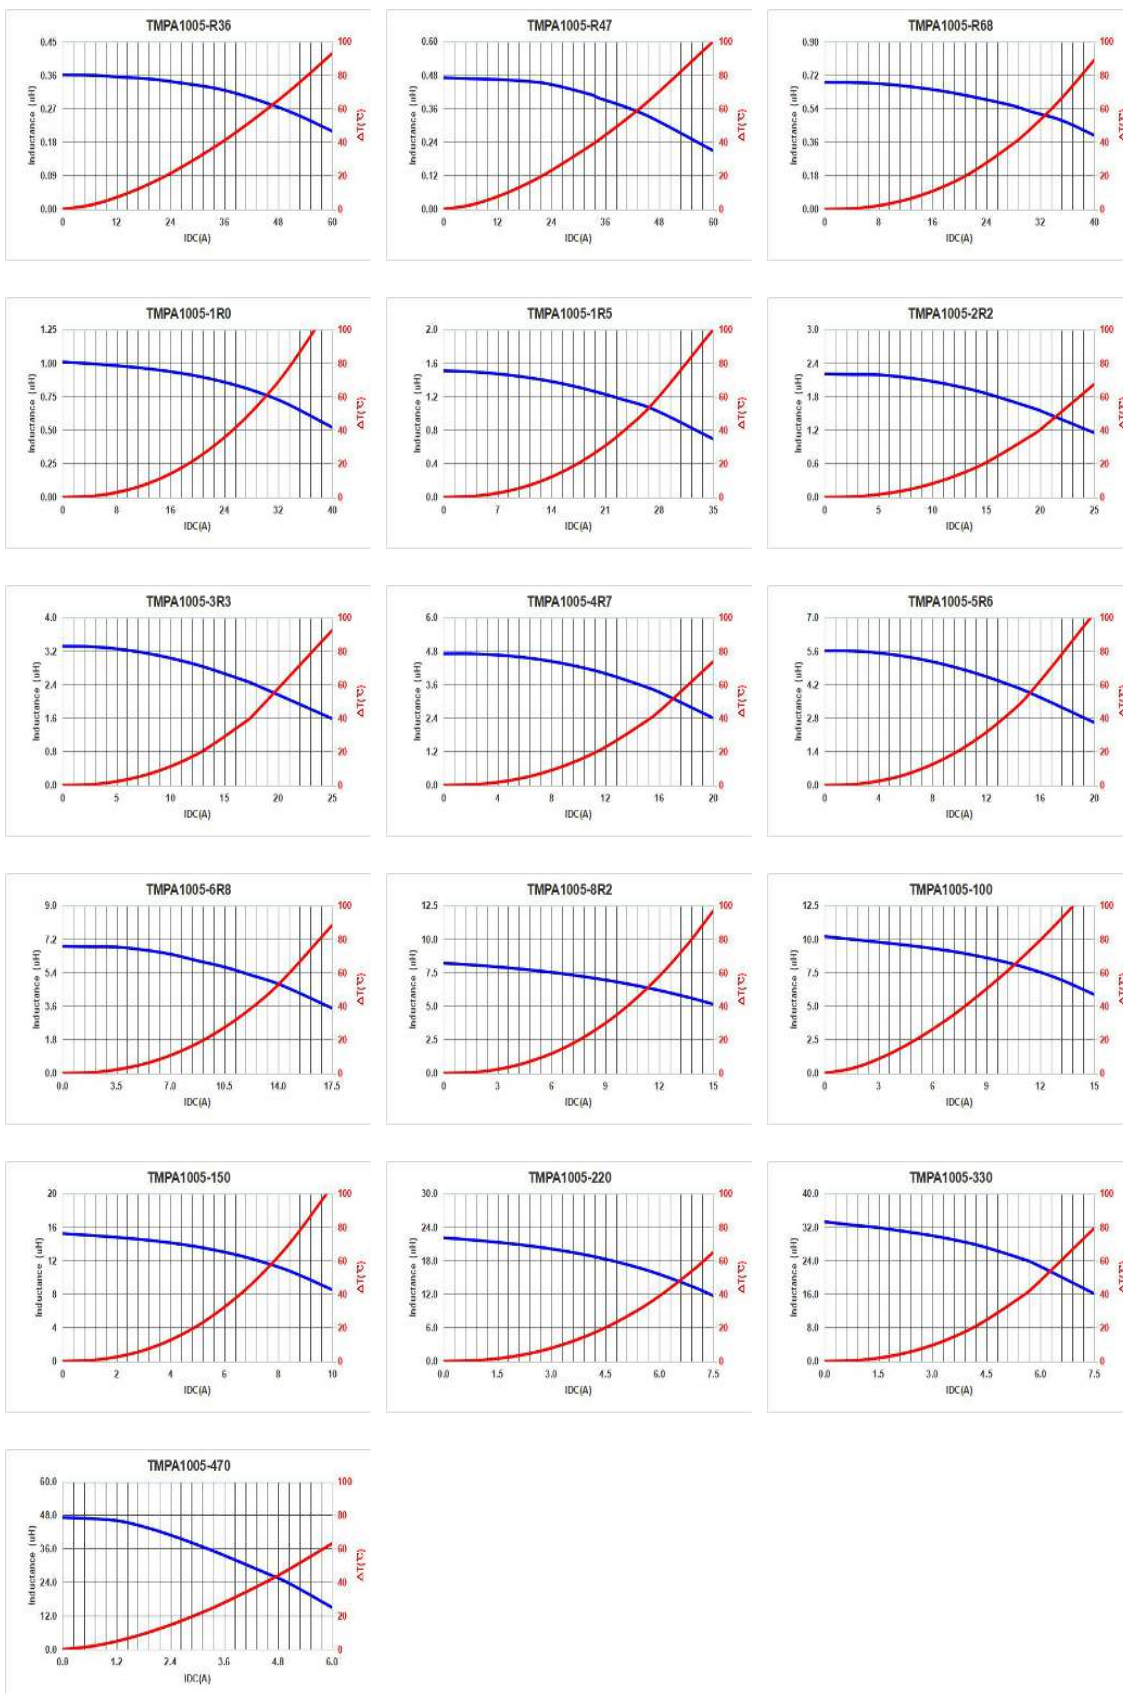 TMPA1005-R36
0.45 0.36 0.27 0.18 0.09 0.00
Inductance (uH)
100 80 60 40 20 0
ΔT(℃)
0 12 24 36 48 60
IDC(A)
TMPA1005-R47
0.60 0.48 0.36 0.24 0.12 0.00
Inductance (uH)
100 80 60 40 20 0
ΔT(℃)
0 12 24 36 48 60
IDC(A)
TMPA1005-R68
0.90 0.72 0.54 0.36 0.18 0.00
Inductance (uH)
100 80 60 40 20 0
ΔT(℃)
0 8 16 24 32 40
IDC(A)
TMPA1005-1R0
1.25 1.00 0.75 0.50 0.25 0.00
Inductance (uH)
100 80 60 40 20 0
ΔT(℃)
0 8 16 24 32 40
IDC(A)
TMPA1005-1R5
2.0 1.6 1.2 0.8 0.4 0.0
Inductance (uH)
100 80 60 40 20 0
ΔT(℃)
0 7 14 21 28 35
IDC(A)
TMPA1005-2R2
3.0 2.4 1.8 1.2 0.6 0.0
Inductance (uH)
100 80 60 40 20 0
ΔT(℃)
0 5 10 15 20 25
IDC(A)
TMPA1005-3R3
4.0 3.2 2.4 1.6 0.8 0.0
Inductance (uH)
100 80 60 40 20 0
ΔT(℃)
0 5 10 15 20 25
IDC(A)
TMPA1005-4R7
6.0 4.8 3.6 2.4 1.2 0.0
Inductance (uH)
100 80 60 40 20 0
ΔT(℃)
0 4 8 12 16 20
IDC(A)
TMPA1005-5R6
7.0 5.6 4.2 2.8 1.4 0.0
Inductance (uH)
100 80 60 40 20 0
ΔT(℃)
0 4 8 12 16 20
IDC(A)
TMPA1005-6R8
9.0 7.2 5.4 3.6 1.8 0.0
Inductance (uH)
100 80 60 40 20 0
ΔT(℃)
0.0 3.5 7.0 10.5 14.0 17.5
IDC(A)
TMPA1005-8R2
12.5 10.0 7.5 5.0 2.5 0.0
Inductance (uH)
100 80 60 40 20 0
ΔT(℃)
0 3 6 9 12 15
IDC(A)
TMPA1005-100
12.5 10.0 7.5 5.0 2.5 0.0
Inductance (uH)
100 80 60 40 20 0
ΔT(℃)
0 3 6 9 12 15
IDC(A)
TMPA1005-150
20 16 12 8 4 0
Inductance (uH)
100 80 60 40 20 0
ΔT(℃)
0 2 4 6 8 10
IDC(A)
TMPA1005-220
30.0 24.0 18.0 12.0 6.0 0.0
Inductance (uH)
100 80 60 40 20 0
ΔT(℃)
0.0 1.5 3.0 4.5 6.0 7.5
IDC(A)
TMPA1005-330
40.0 32.0 24.0 16.0 8.0 0.0
Inductance (uH)
100 80 60 40 20 0
ΔT(℃)
0.0 1.5 3.0 4.5 6.0 7.5
IDC(A)
TMPA1005-470
60.0 48.0 36.0 24.0 12.0 0.0
Inductance (uH)
100 80 60 40 20 0
ΔT(℃)
0.0 1.2 2.4 3.6 4.8 6.0
IDC(A)